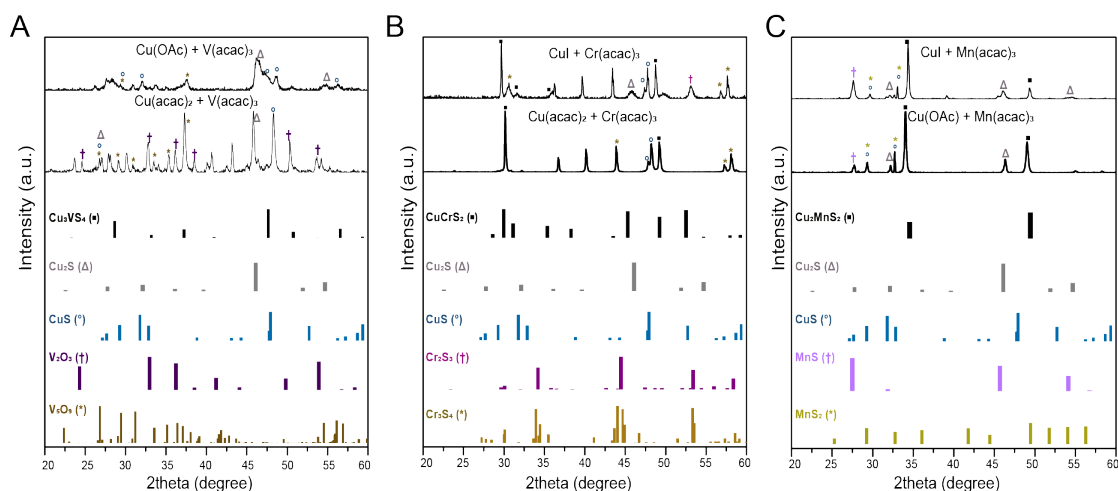 A
Cu(OAc) + V(acac)₃
Cu(acac)₂ + V(acac)₃
Cu₃VS₄ (▪)
Cu₂S (Δ)
CuS (°)
V₂O₃ (†)
V₅O₉ (*)
Intensity (a.u.)
20 25 30 35 40 45 50 55 60
2theta (degree)
B
CuI + Cr(acac)₃
Cu(acac)₂ + Cr(acac)₃
CuCrS₂ (▪)
Cu₂S (Δ)
CuS (°)
Cr₂S₃ (†)
Cr₃S₄ (*)
Intensity (a.u.)
20 25 30 35 40 45 50 55 60
2theta (degree)
C
CuI + Mn(acac)₃
Cu(OAc) + Mn(acac)₃
Cu₂MnS₂ (▪)
Cu₂S (Δ)
CuS (°)
MnS (†)
MnS₂ (*)
Intensity (a.u.)
20 25 30 35 40 45 50 55 60
2theta (degree)